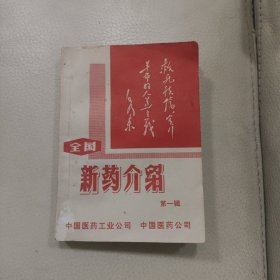 救死扶伤，实行
革命的人道主义
毛泽东
全国
新药介绍
第一辑
中国医药工业公司 中国医药公司